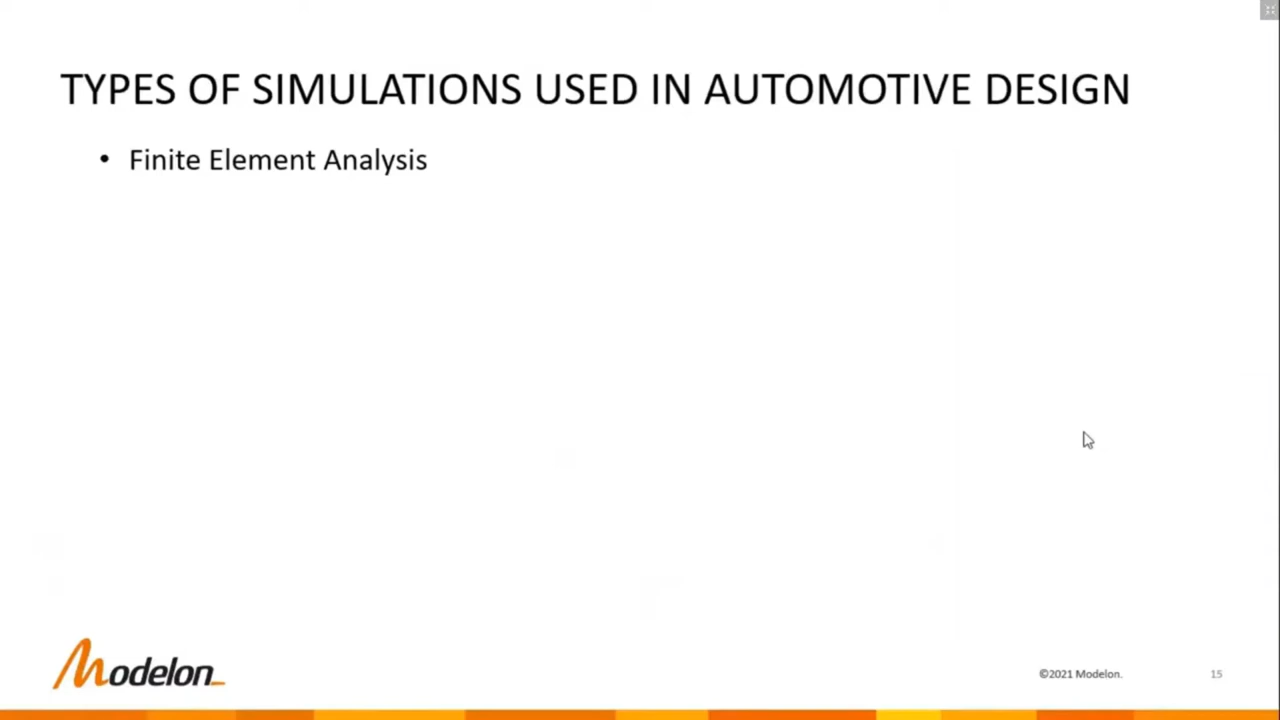 TYPES OF SIMULATIONS USED IN AUTOMOTIVE DESIGN
• Finite Element Analysis
Modelon
©2021 Modelon.
15